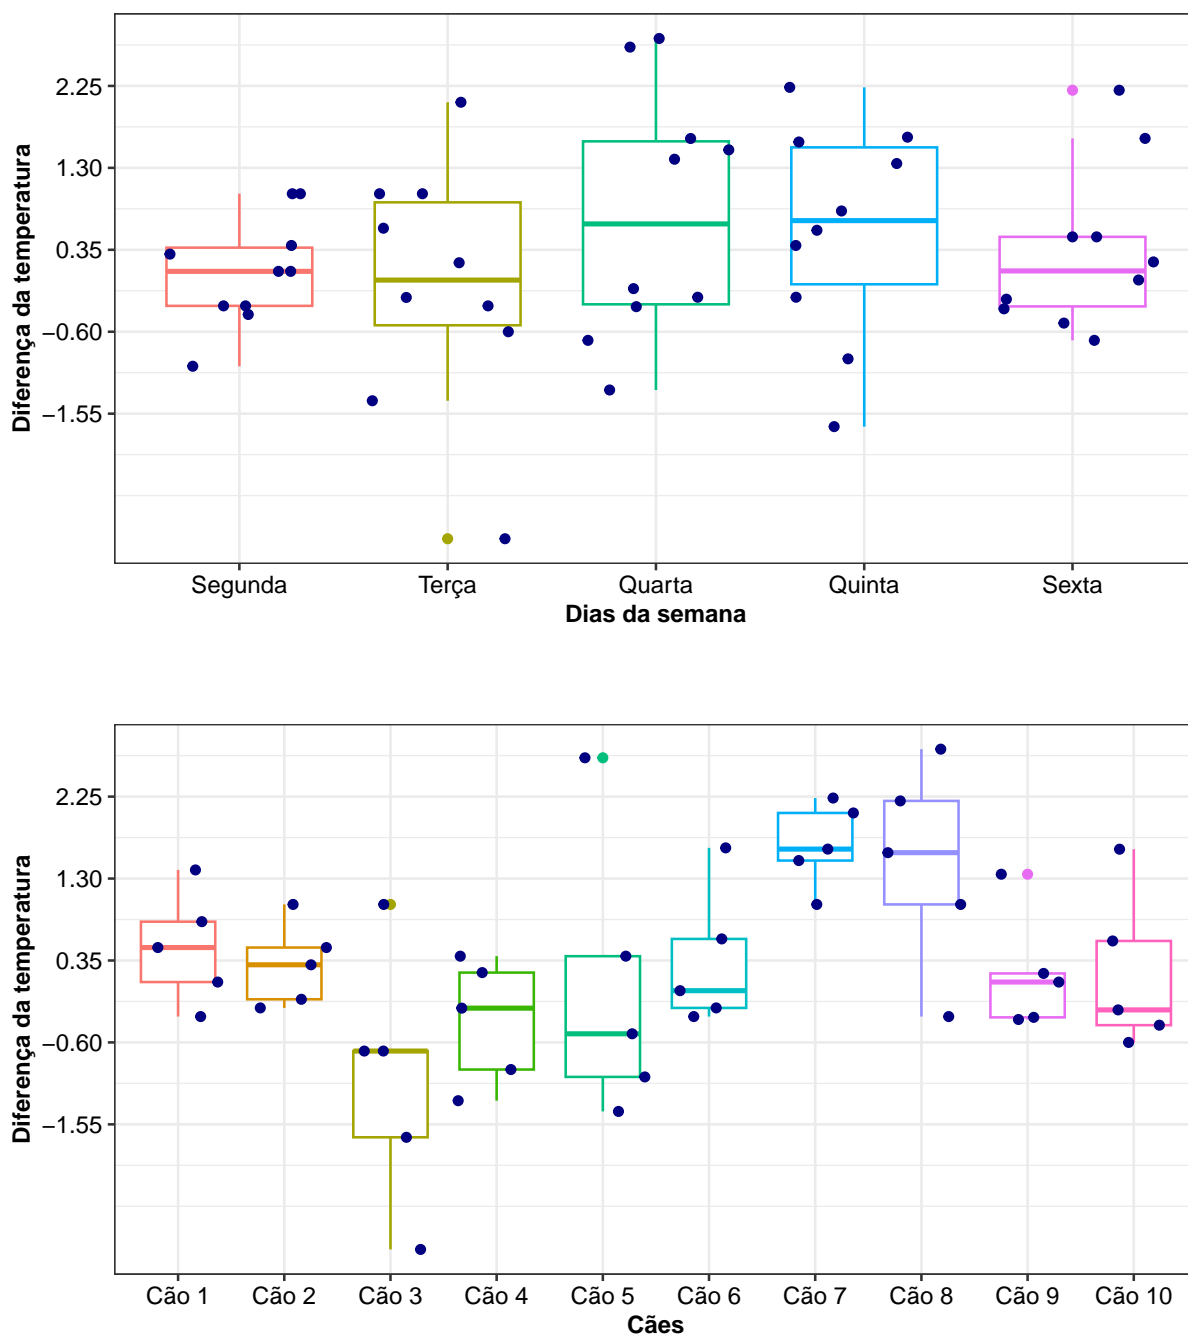 Diferença da temperatura
2.25
1.30
0.35
−0.60
−1.55
Segunda Terça Quarta Quinta Sexta
Dias da semana
Diferença da temperatura
2.25
1.30
0.35
−0.60
−1.55
Cão 1 Cão 2 Cão 3 Cão 4 Cão 5 Cão 6 Cão 7 Cão 8 Cão 9 Cão 10
Cães